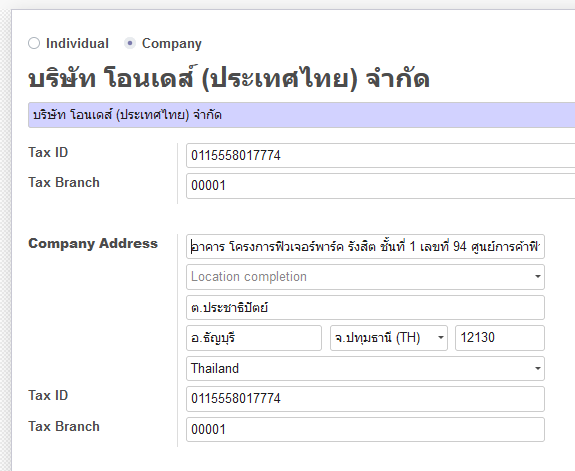 Individual Company
บริษัท โอนเดส์ (ประเทศไทย) จำกัด
บริษัท โอนเดส์ (ประเทศไทย) จำกัด
Tax ID 0115558017774
Tax Branch 00001
Company Address อาคาร โครงการฟิวเจอร์พาร์ค รังสิต ชั้นที่ 1 เลขที่ 94 ศูนย์การค้าฟิ
Location completion
ต.ประชาธิปัตย์
อ.ธัญบุรี จ.ปทุมธานี (TH) 12130
Thailand
Tax ID 0115558017774
Tax Branch 00001